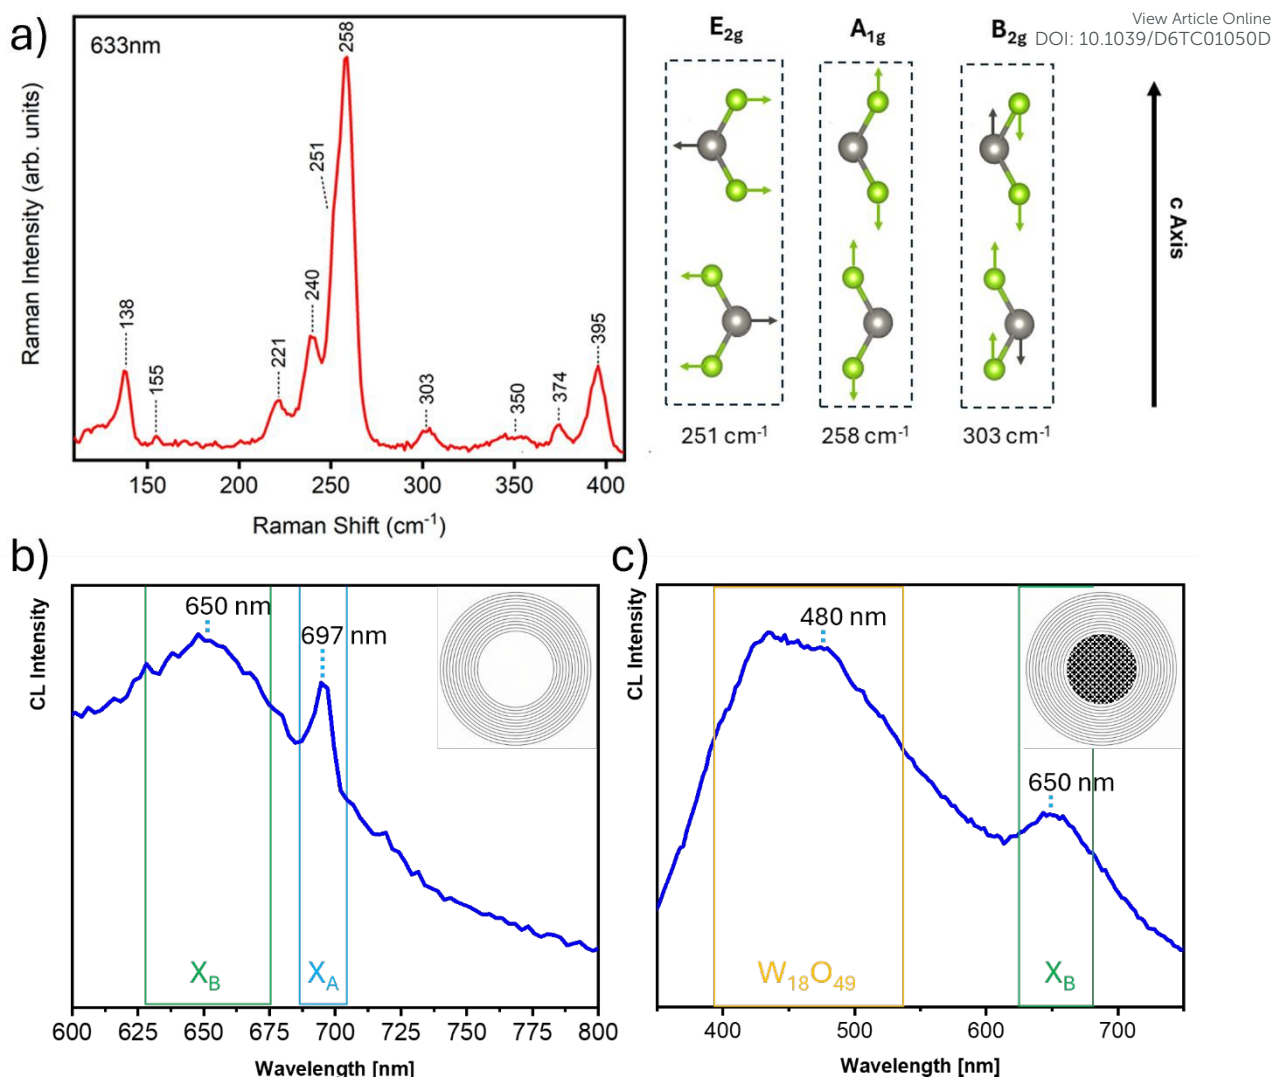 View Article Online
DOI: 10.1039/D6TC01050D
a)
633nm
258
251
240
221
138
155
303
350
374
395
Raman Intensity (arb. units)
150 200 250 300 350 400
Raman Shift (cm⁻¹)
E₂g A₁g B₂g
c Axis
251 cm⁻¹ 258 cm⁻¹ 303 cm⁻¹
b)
650 nm
697 nm
CL Intensity
X_B X_A
600 625 650 675 700 725 750 775 800
Wavelength [nm]
c)
480 nm
650 nm
CL Intensity
W₁₈O₄₉ X_B
400 500 600 700
Wavelength [nm]